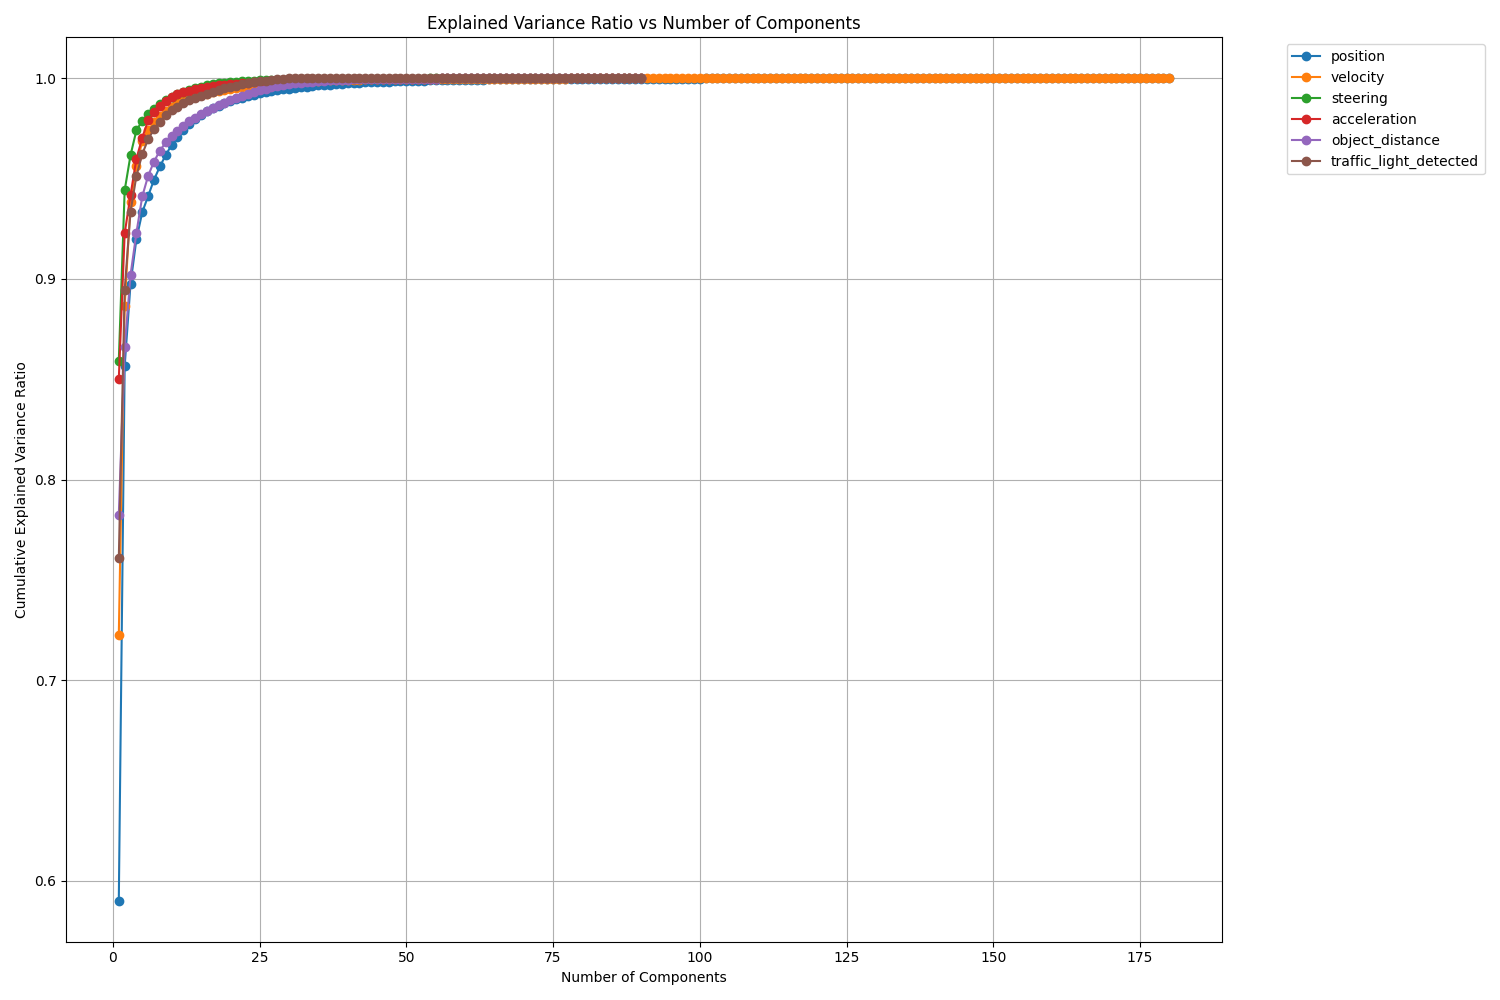 Explained Variance Ratio vs Number of Components
position
velocity
steering
acceleration
object_distance
traffic_light_detected
Cumulative Explained Variance Ratio
1.0
0.9
0.8
0.7
0.6
0 25 50 75 100 125 150 175
Number of Components